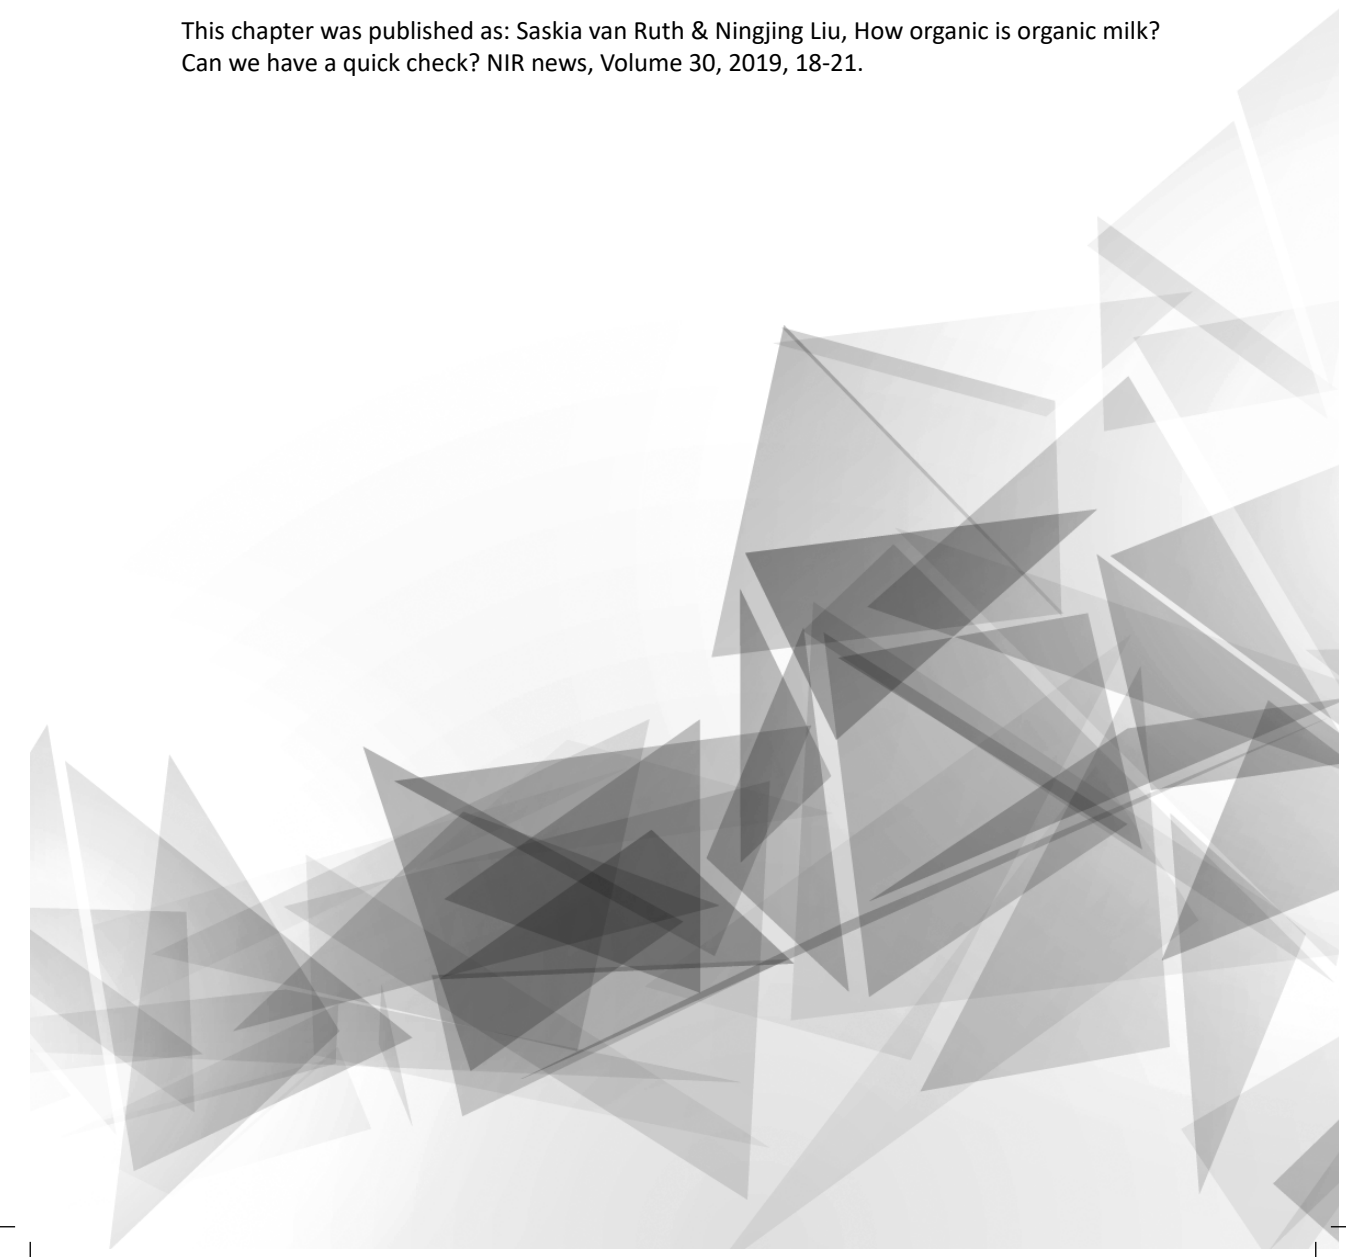 This chapter was published as: Saskia van Ruth & Ningjing Liu, How organic is organic milk?
Can we have a quick check? NIR news, Volume 30, 2019, 18-21.